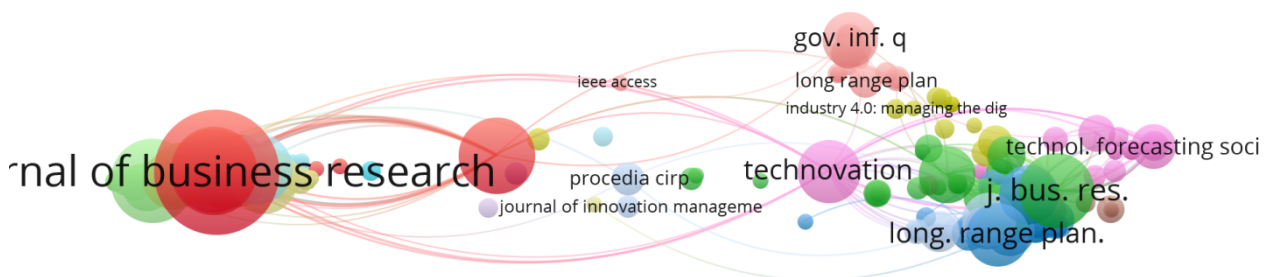 gov. inf. q
ieee access
long range plan
industry 4.0: managing the dig
technol. forecasting soci
rnal of business research
technovation
procedia cirp
j. bus. res.
journal of innovation manageme
long. range plan.